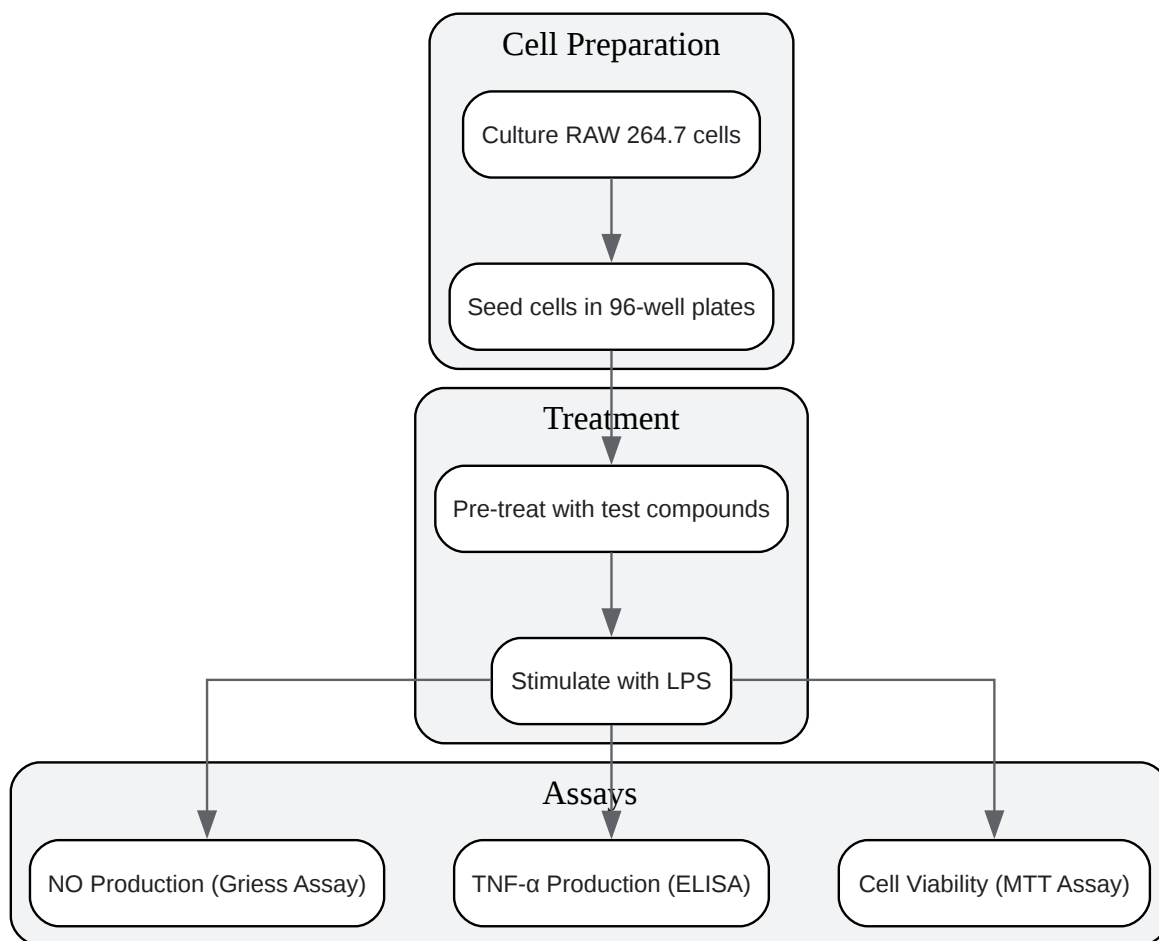 Cell Preparation
Culture RAW 264.7 cells
Seed cells in 96-well plates
Treatment
Pre-treat with test compounds
Stimulate with LPS
Assays
NO Production (Griess Assay)
TNF-α Production (ELISA)
Cell Viability (MTT Assay)